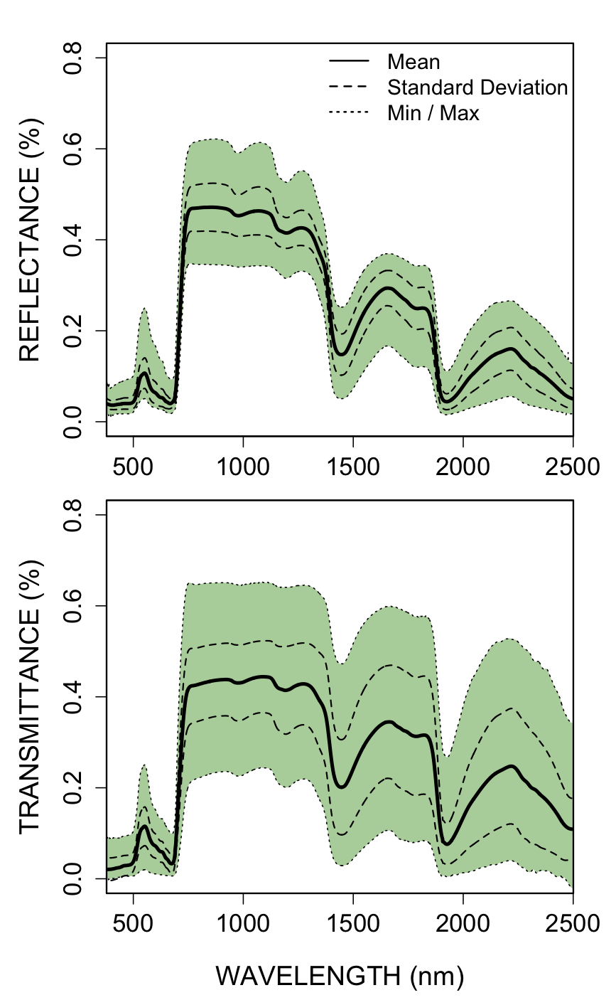 Mean
Standard Deviation
Min / Max
REFLECTANCE (%)
0.8
0.6
0.4
0.2
0.0
500 1000 1500 2000 2500
TRANSMITTANCE (%)
0.8
0.6
0.4
0.2
0.0
500 1000 1500 2000 2500
WAVELENGTH (nm)